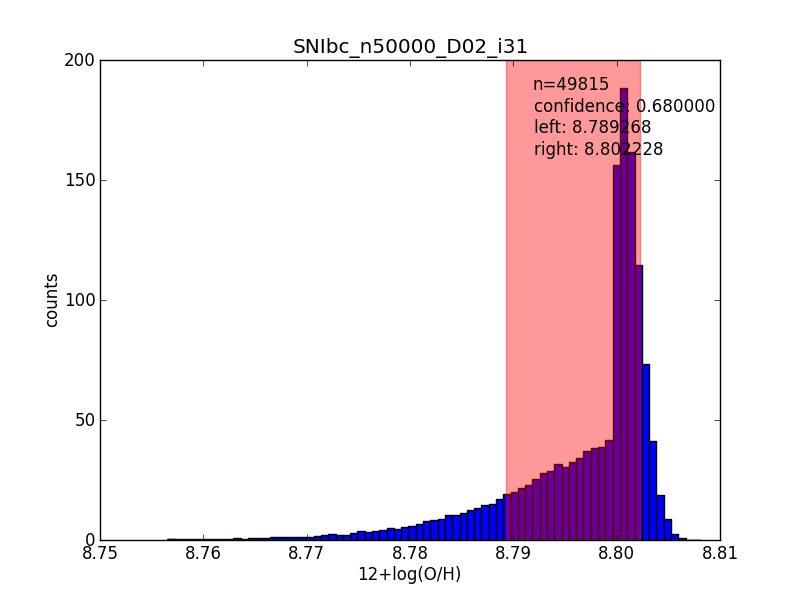 SNIbc_n50000_D02_i31
200
150
100
50
0
counts
n=49815
confidence: 0.680000
left: 8.789268
right: 8.802228
8.75 8.76 8.77 8.78 8.79 8.80 8.81
12+log(O/H)